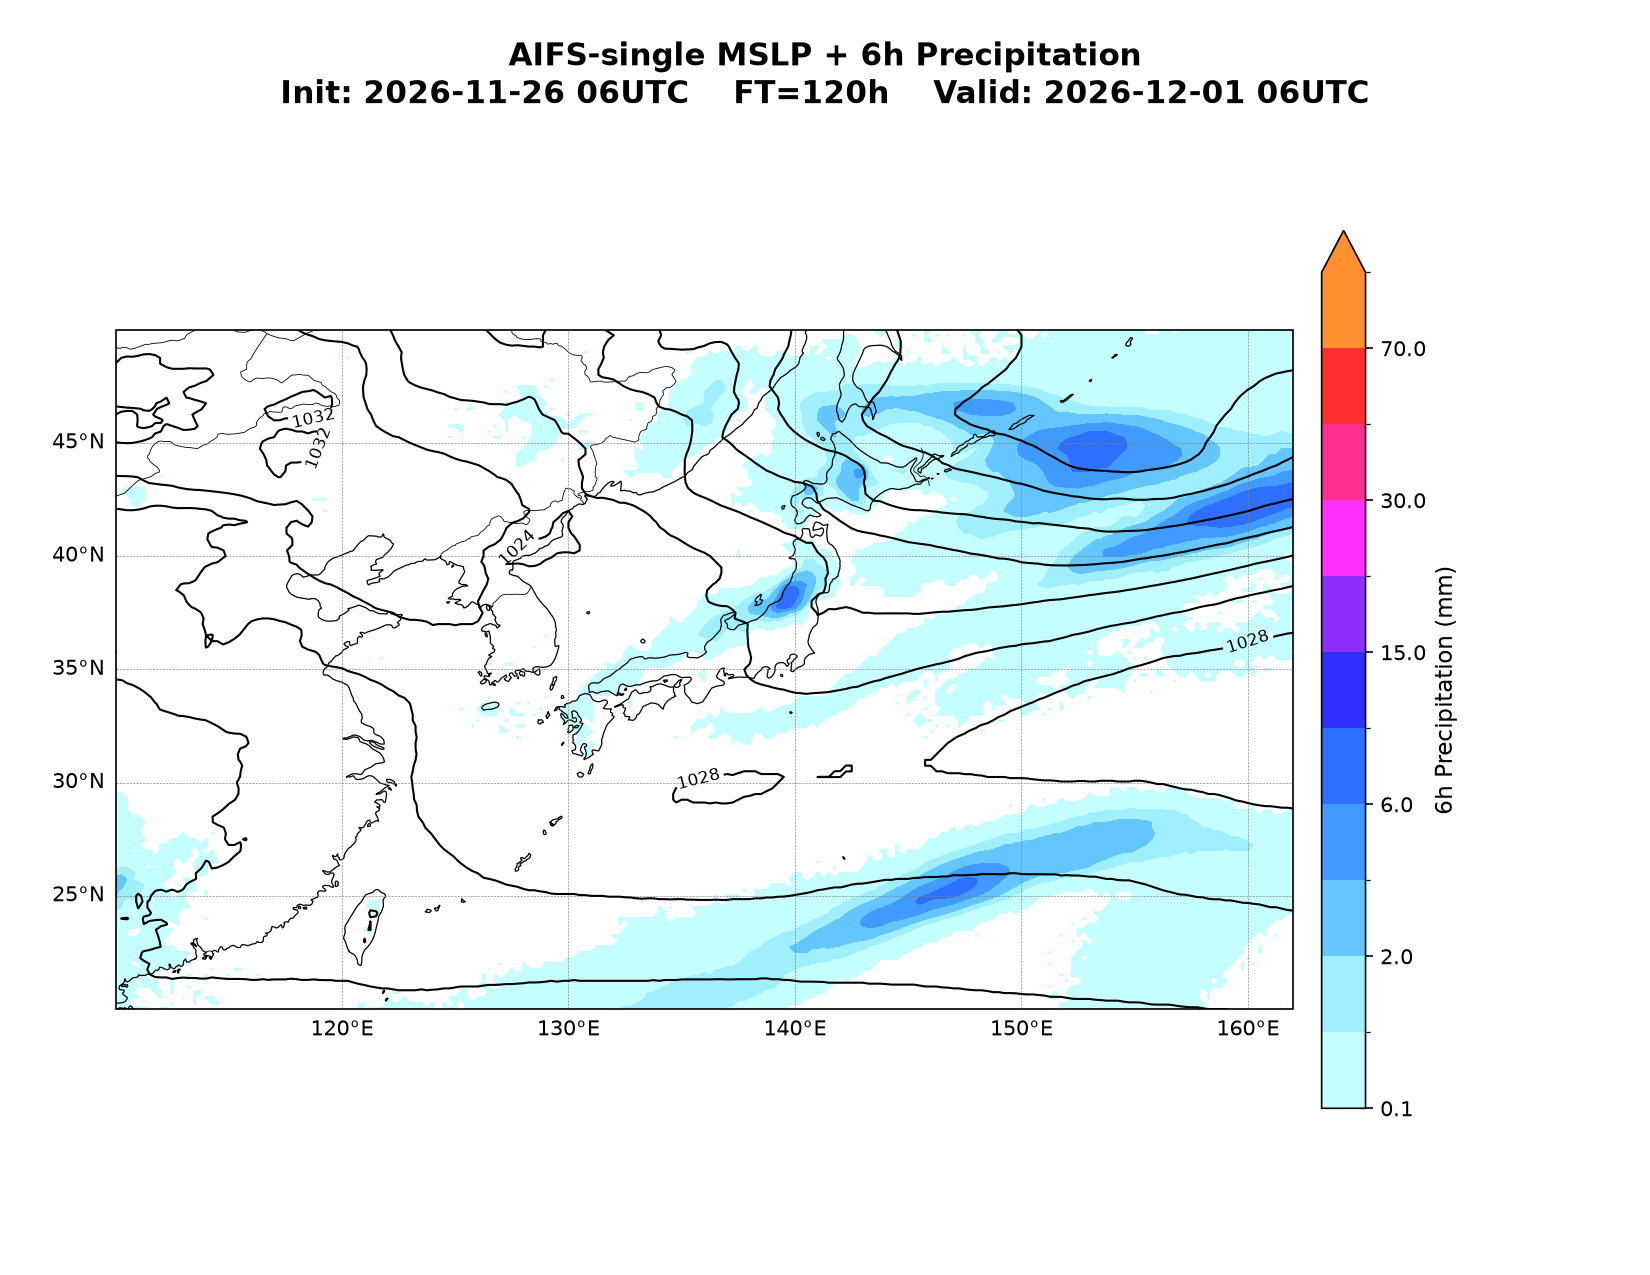 AIFS-single MSLP + 6h Precipitation
Init: 2026-11-26 06UTC    FT=120h    Valid: 2026-12-01 06UTC
70.0
30.0
15.0
6.0
2.0
0.1
6h Precipitation (mm)
45°N
40°N
35°N
30°N
25°N
120°E
130°E
140°E
150°E
160°E
1032
1032
1024
1028
1028